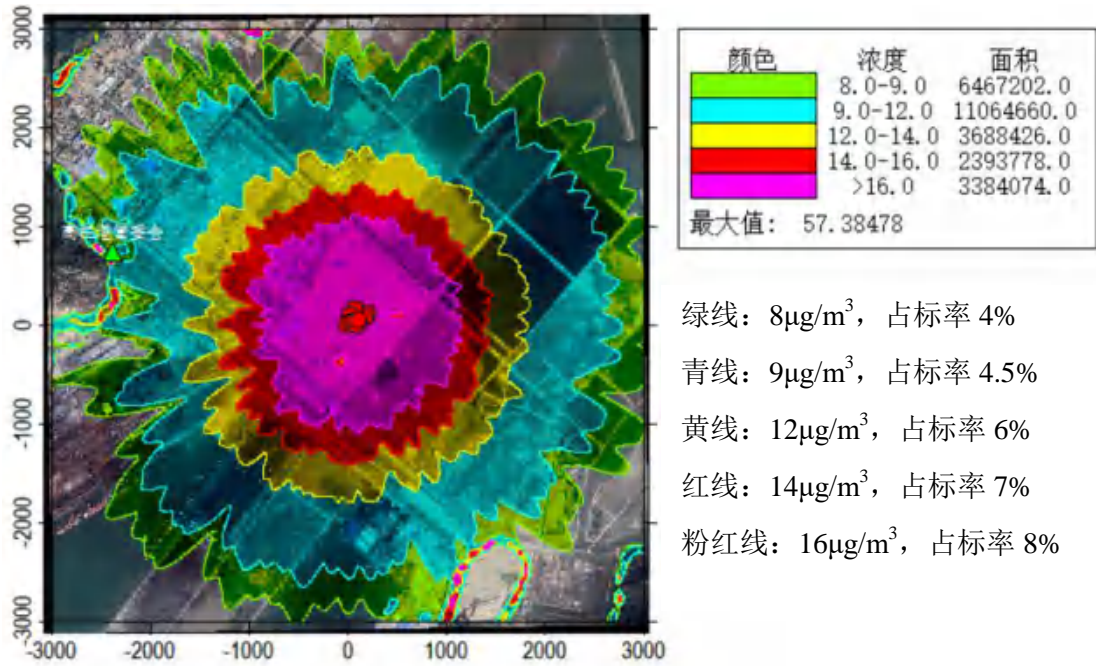 3000
2000
1000
0
-1000
-2000
-3000
-3000 -2000 -1000 0 1000 2000 3000
颜色 浓度 面积
8.0-9.0 6467202.0
9.0-12.0 11064660.0
12.0-14.0 3688426.0
14.0-16.0 2393778.0
>16.0 3384074.0
最大值: 57.38478
绿线：8μg/m³，占标率 4%
青线：9μg/m³，占标率 4.5%
黄线：12μg/m³，占标率 6%
红线：14μg/m³，占标率 7%
粉红线：16μg/m³，占标率 8%